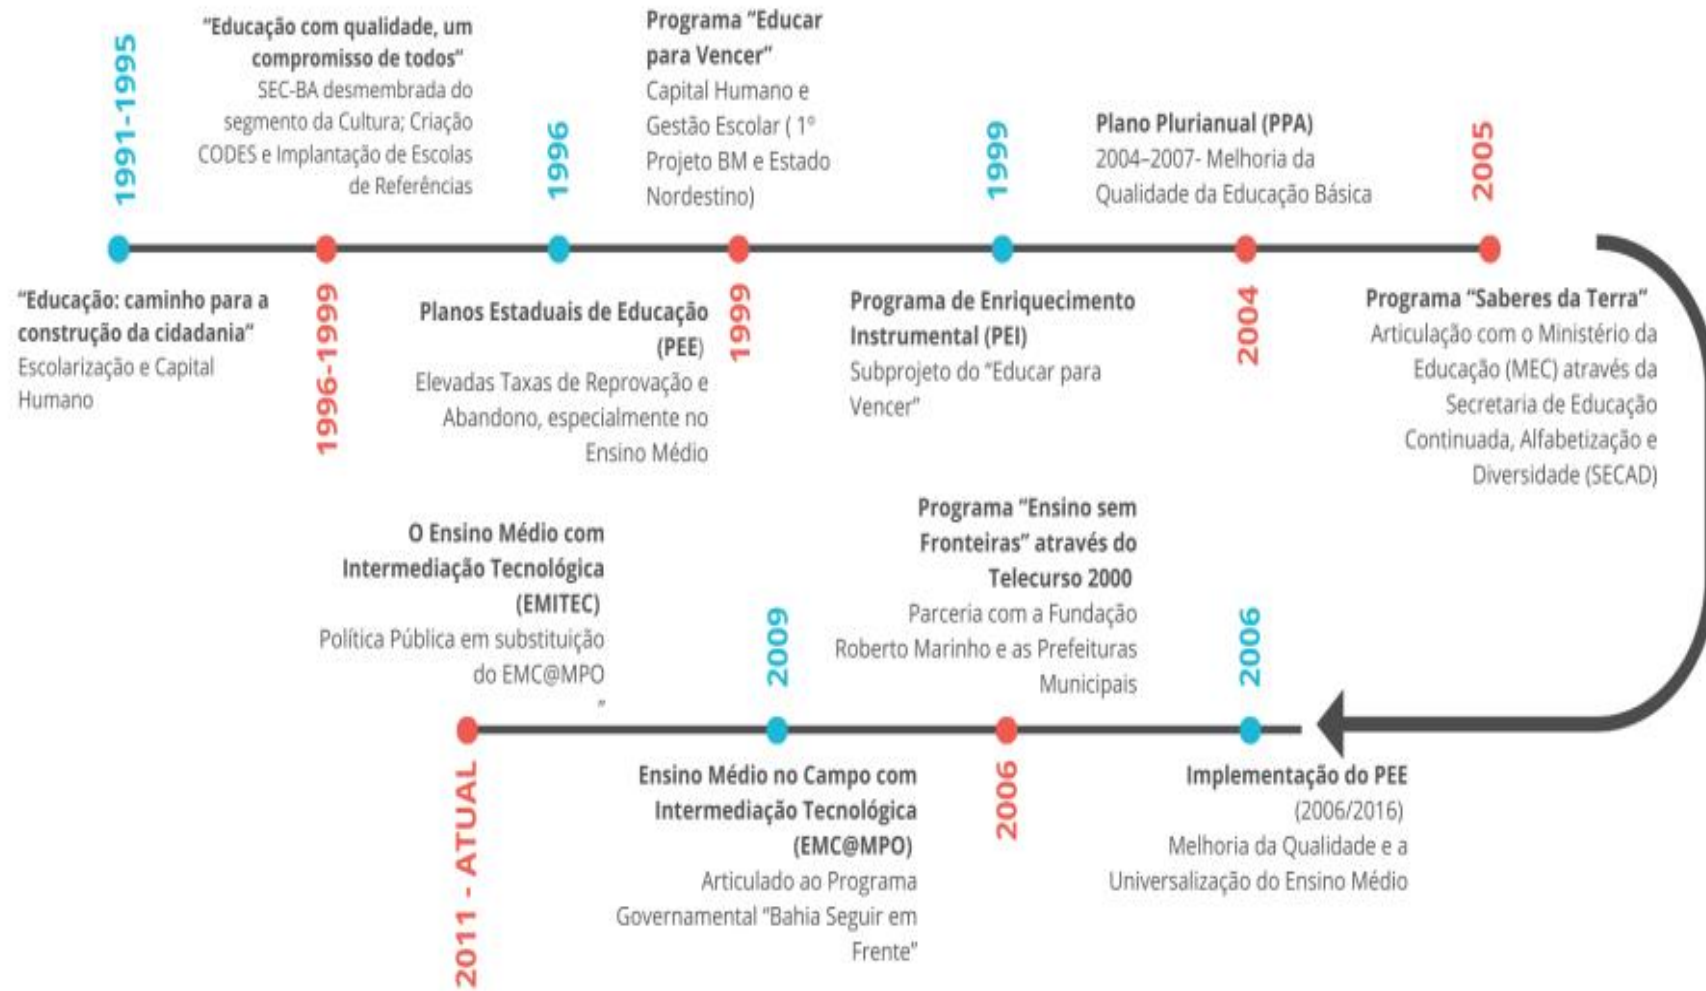 1991-1995
"Educação: caminho para a
construção da cidadania"
Escolarização e Capital
Humano
"Educação com qualidade, um
compromisso de todos"
SEC-BA desmembrada do
segmento da Cultura; Criação
CODES e Implantação de Escolas
de Referências
1996-1999
1996
Planos Estaduais de Educação
(PEE)
Elevadas Taxas de Reprovação e
Abandono, especialmente no
Ensino Médio
Programa "Educar
para Vencer"
Capital Humano e
Gestão Escolar ( 1º
Projeto BM e Estado
Nordestino)
1999
1999
Programa de Enriquecimento
Instrumental (PEI)
Subprojeto do "Educar para
Vencer"
Plano Plurianual (PPA)
2004–2007- Melhoria da
Qualidade da Educação Básica
2004
2005
Programa "Saberes da Terra"
Articulação com o Ministério da
Educação (MEC) através da
Secretaria de Educação
Continuada, Alfabetização e
Diversidade (SECAD)
2006
Implementação do PEE
(2006/2016)
Melhoria da Qualidade e a
Universalização do Ensino Médio
Programa "Ensino sem
Fronteiras" através do
Telecurso 2000
Parceria com a Fundação
Roberto Marinho e as Prefeituras
Municipais
2006
2009
Ensino Médio no Campo com
Intermediação Tecnológica
(EMC@MPO)
Articulado ao Programa
Governamental "Bahia Seguir em
Frente"
O Ensino Médio com
Intermediação Tecnológica
(EMITEC)
Política Pública em substituição
do EMC@MPO
"
2011 - ATUAL